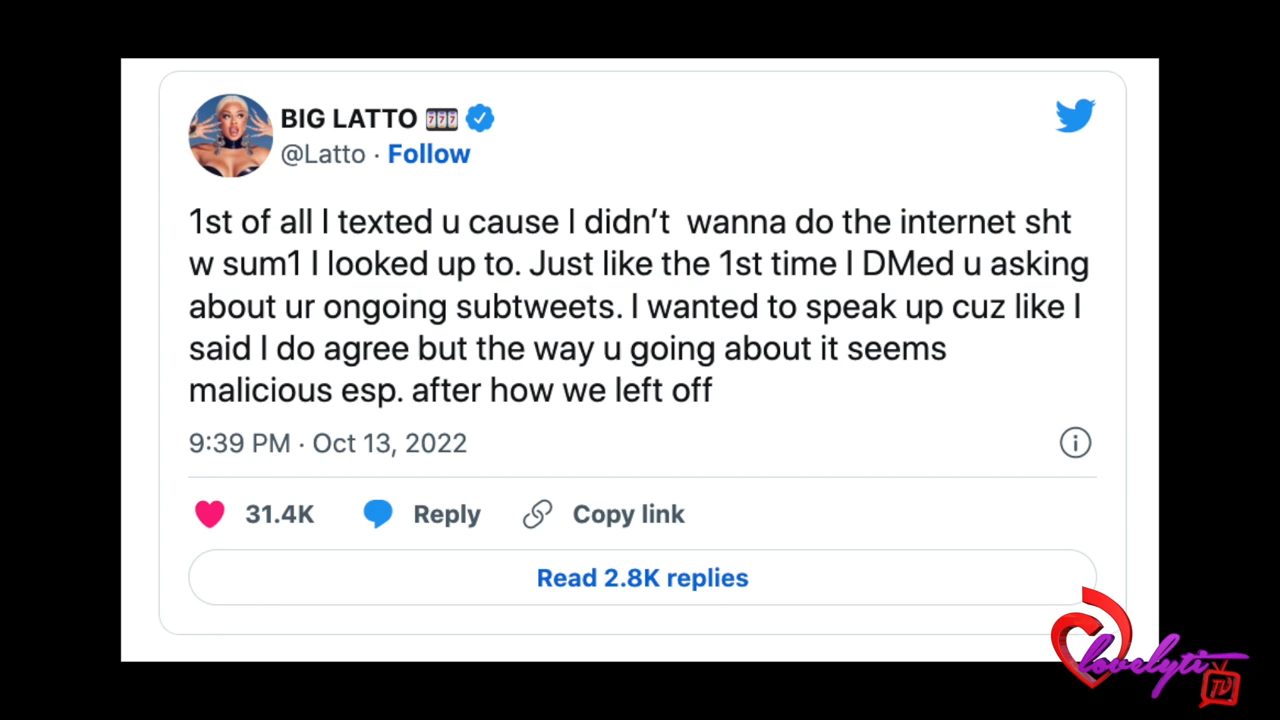 BIG LATTO 🎰
@Latto · Follow
1st of all I texted u cause I didn’t  wanna do the internet sht
w sum1 I looked up to. Just like the 1st time I DMed u asking
about ur ongoing subtweets. I wanted to speak up cuz like I
said I do agree but the way u going about it seems
malicious esp. after how we left off
9:39 PM · Oct 13, 2022
31.4K Reply Copy link
Read 2.8K replies
lovelyti
TV